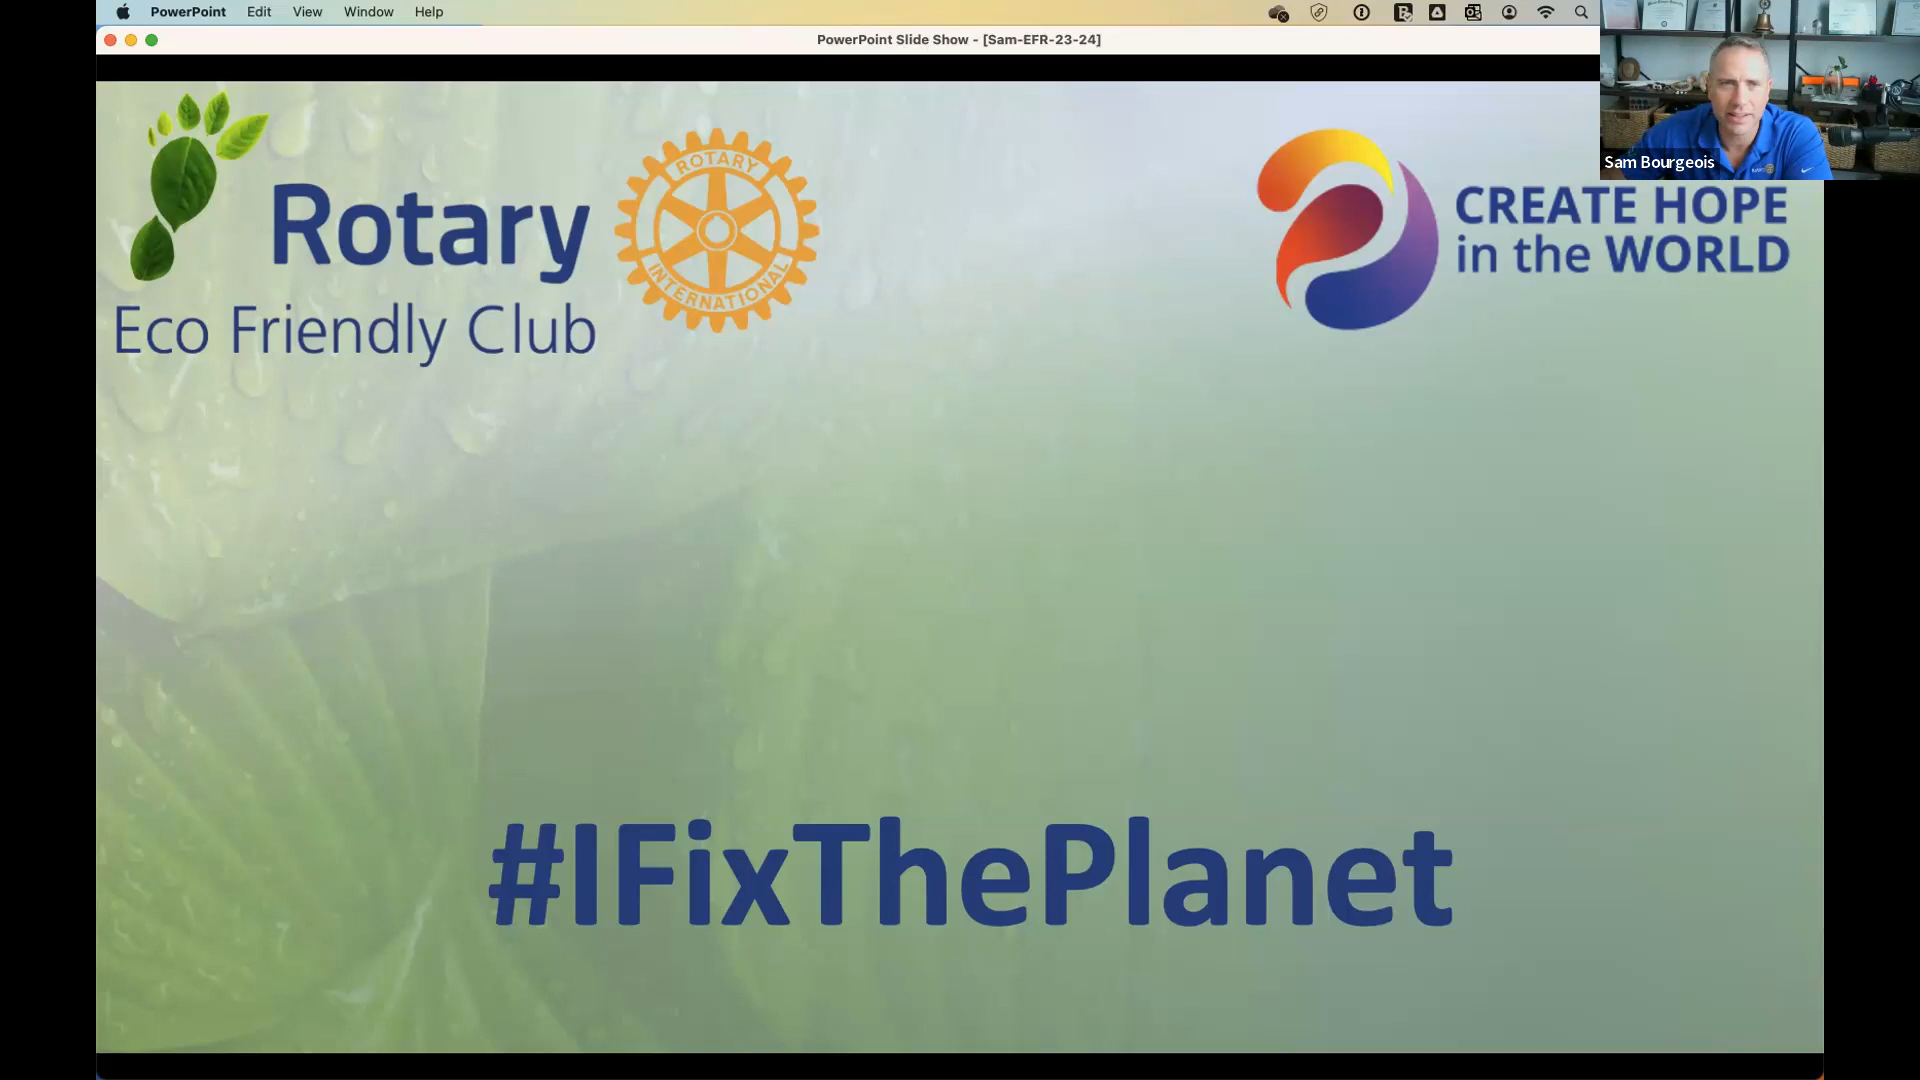 PowerPoint Edit View Window Help
PowerPoint Slide Show - [Sam-EFR-23-24]
Sam Bourgeois
ROTARY
INTERNATIONAL
Rotary
Eco Friendly Club
CREATE HOPE
in the WORLD
#IFixThePlanet